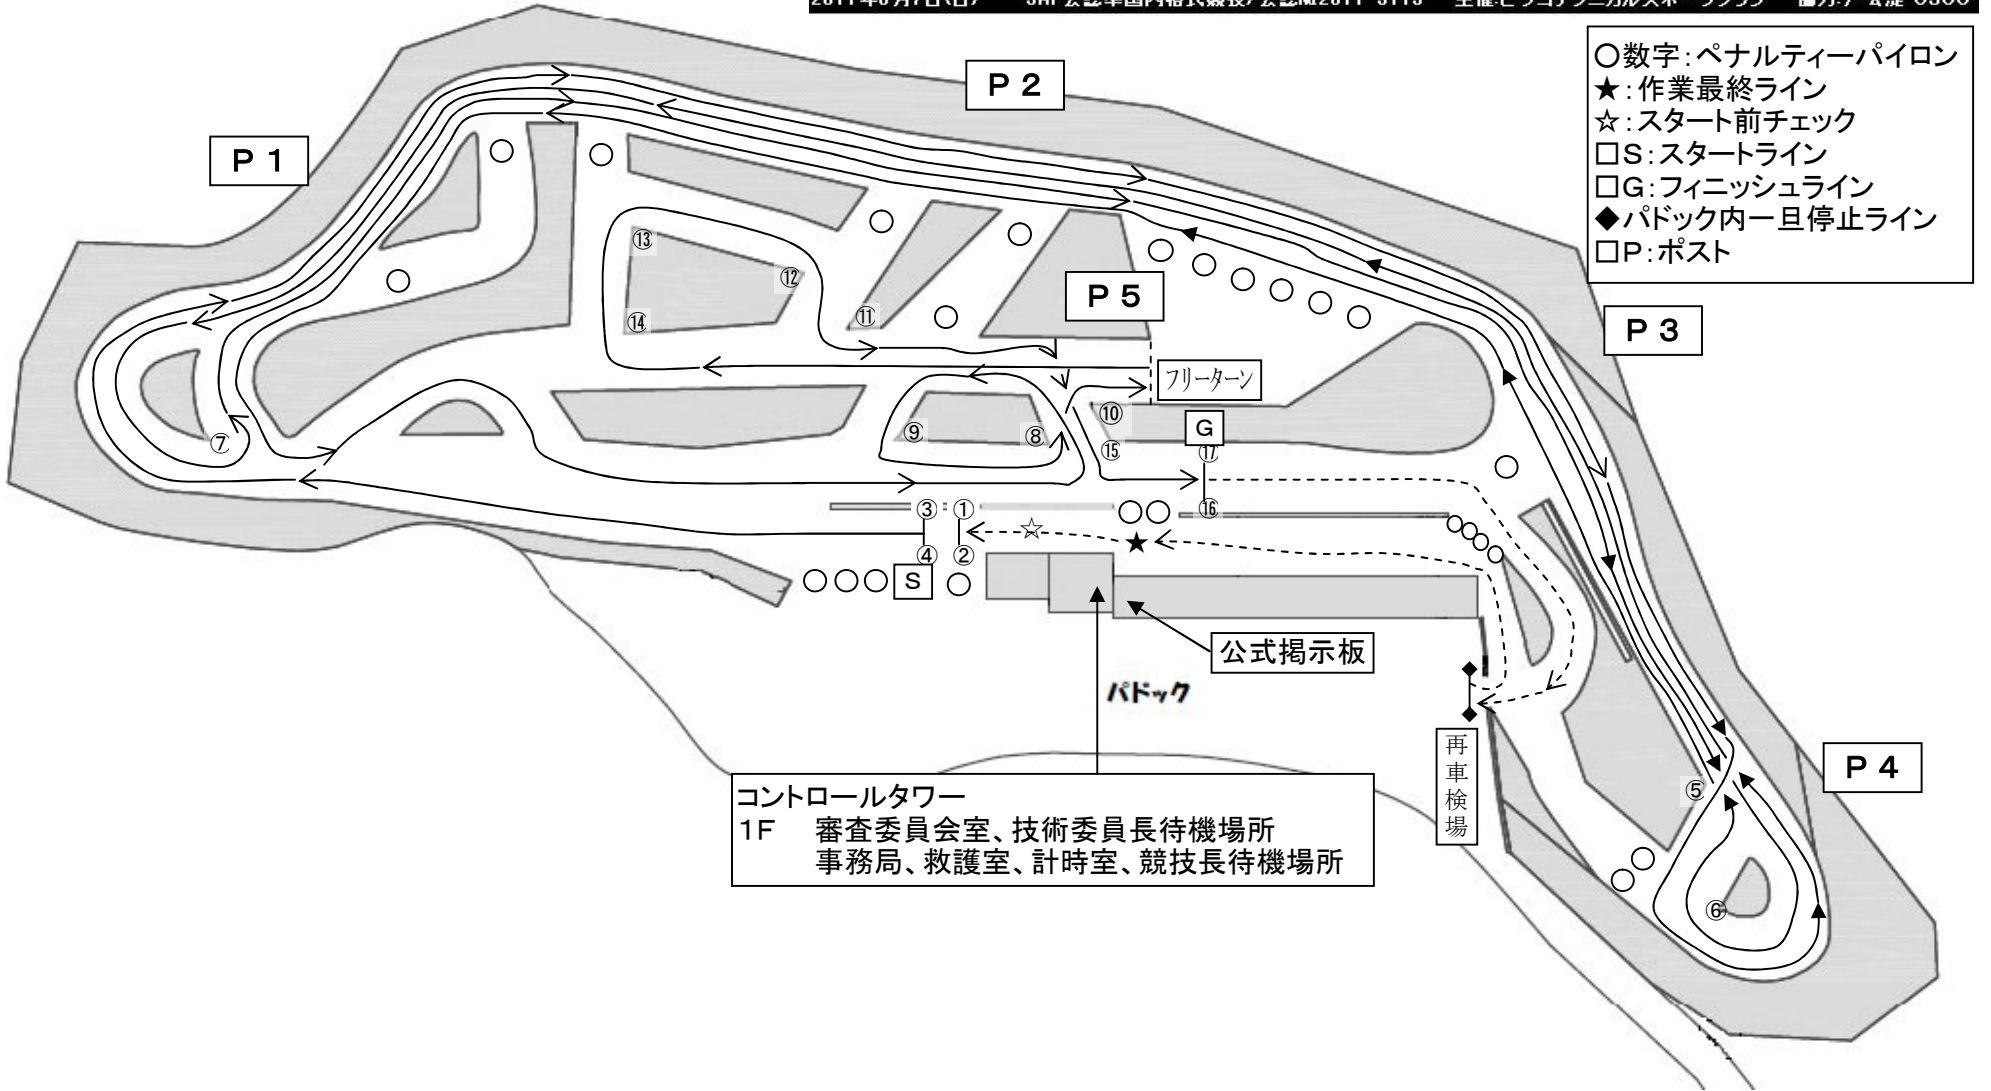 P 2
○数字：ペナルティーパイロン
★：作業最終ライン
☆：スタート前チェック
□S：スタートライン
□G：フィニッシュライン
◆パドック内一旦停止ライン
□P：ポスト
P 1
⑬
⑫
P 5
⑪
⑭
P 3
フリーターン
⑩
G
⑨
⑧
⑦
⑮
⑰
③
①
⑯
④
②
S
公式掲示板
パドック
再車検場
P 4
⑤
コントロールタワー
1F 審査委員会室、技術委員長待機場所
事務局、救護室、計時室、競技長待機場所
⑥